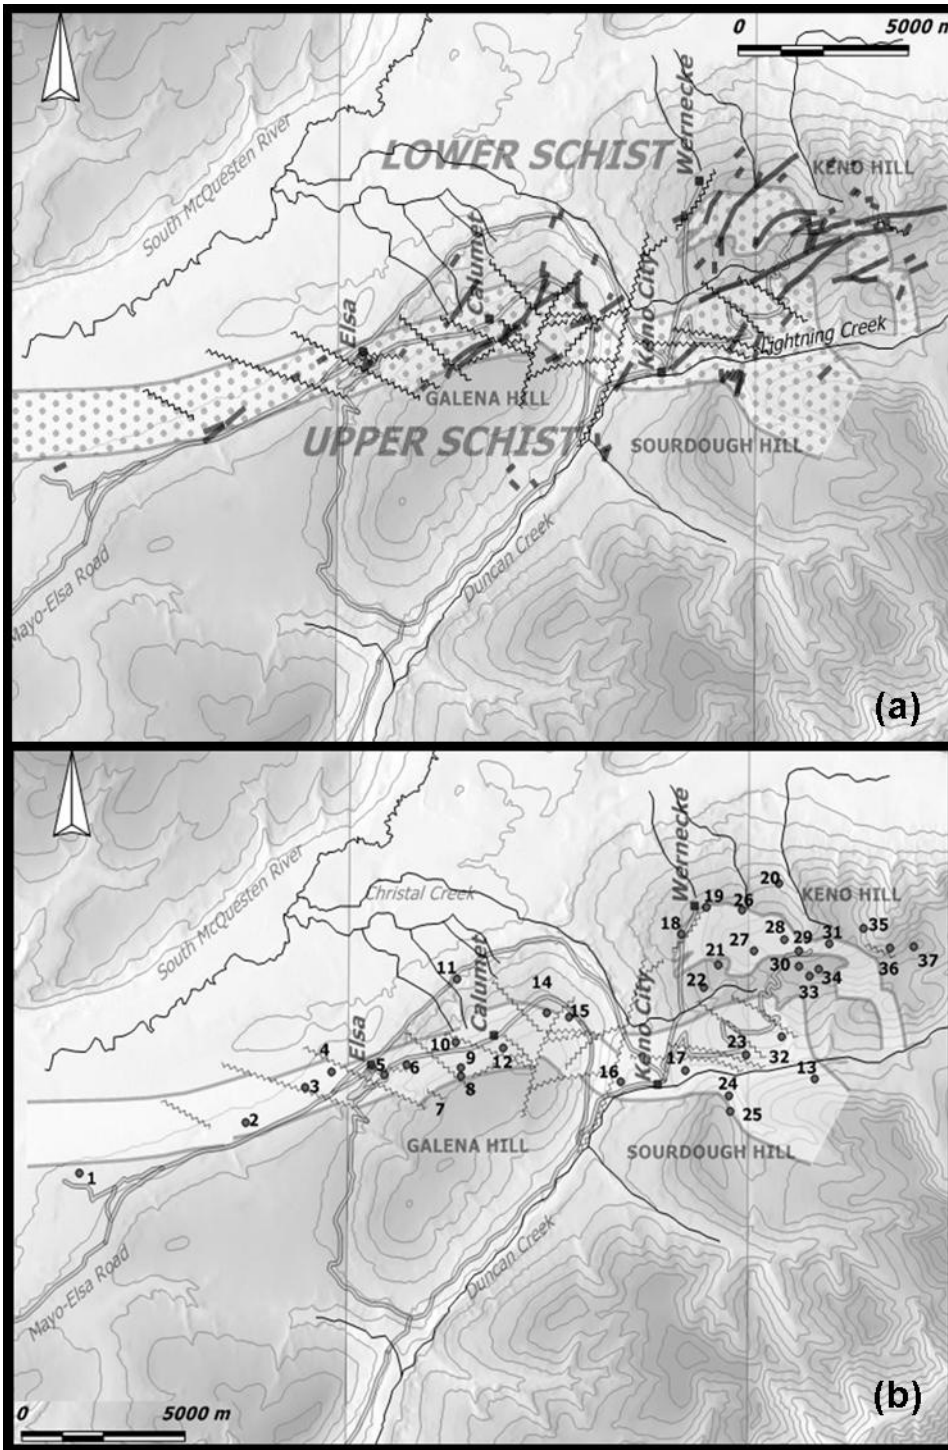 0 5000 m
Wernecke
LOWER SCHIST
KENO HILL
South McQuesten River
Calumet
Keno City
Elsa
Lightning Creek
GALENA HILL
UPPER SCHIST
SOURDOUGH HILL
Duncan Creek
Mayo-Elsa Road
(a)
Wernecke
20
KENO HILL
19
26
Christal Creek
South McQuesten River
18
28
29
31
35
27
36
37
11
Calumet
21
30
34
33
22
14
15
Keno City
Elsa
4
10
12
23
32
5
6
9
17
3
8
16
13
24
7
2
25
GALENA HILL
SOURDOUGH HILL
1
Duncan Creek
Mayo-Elsa Road
0 5000 m
(b)